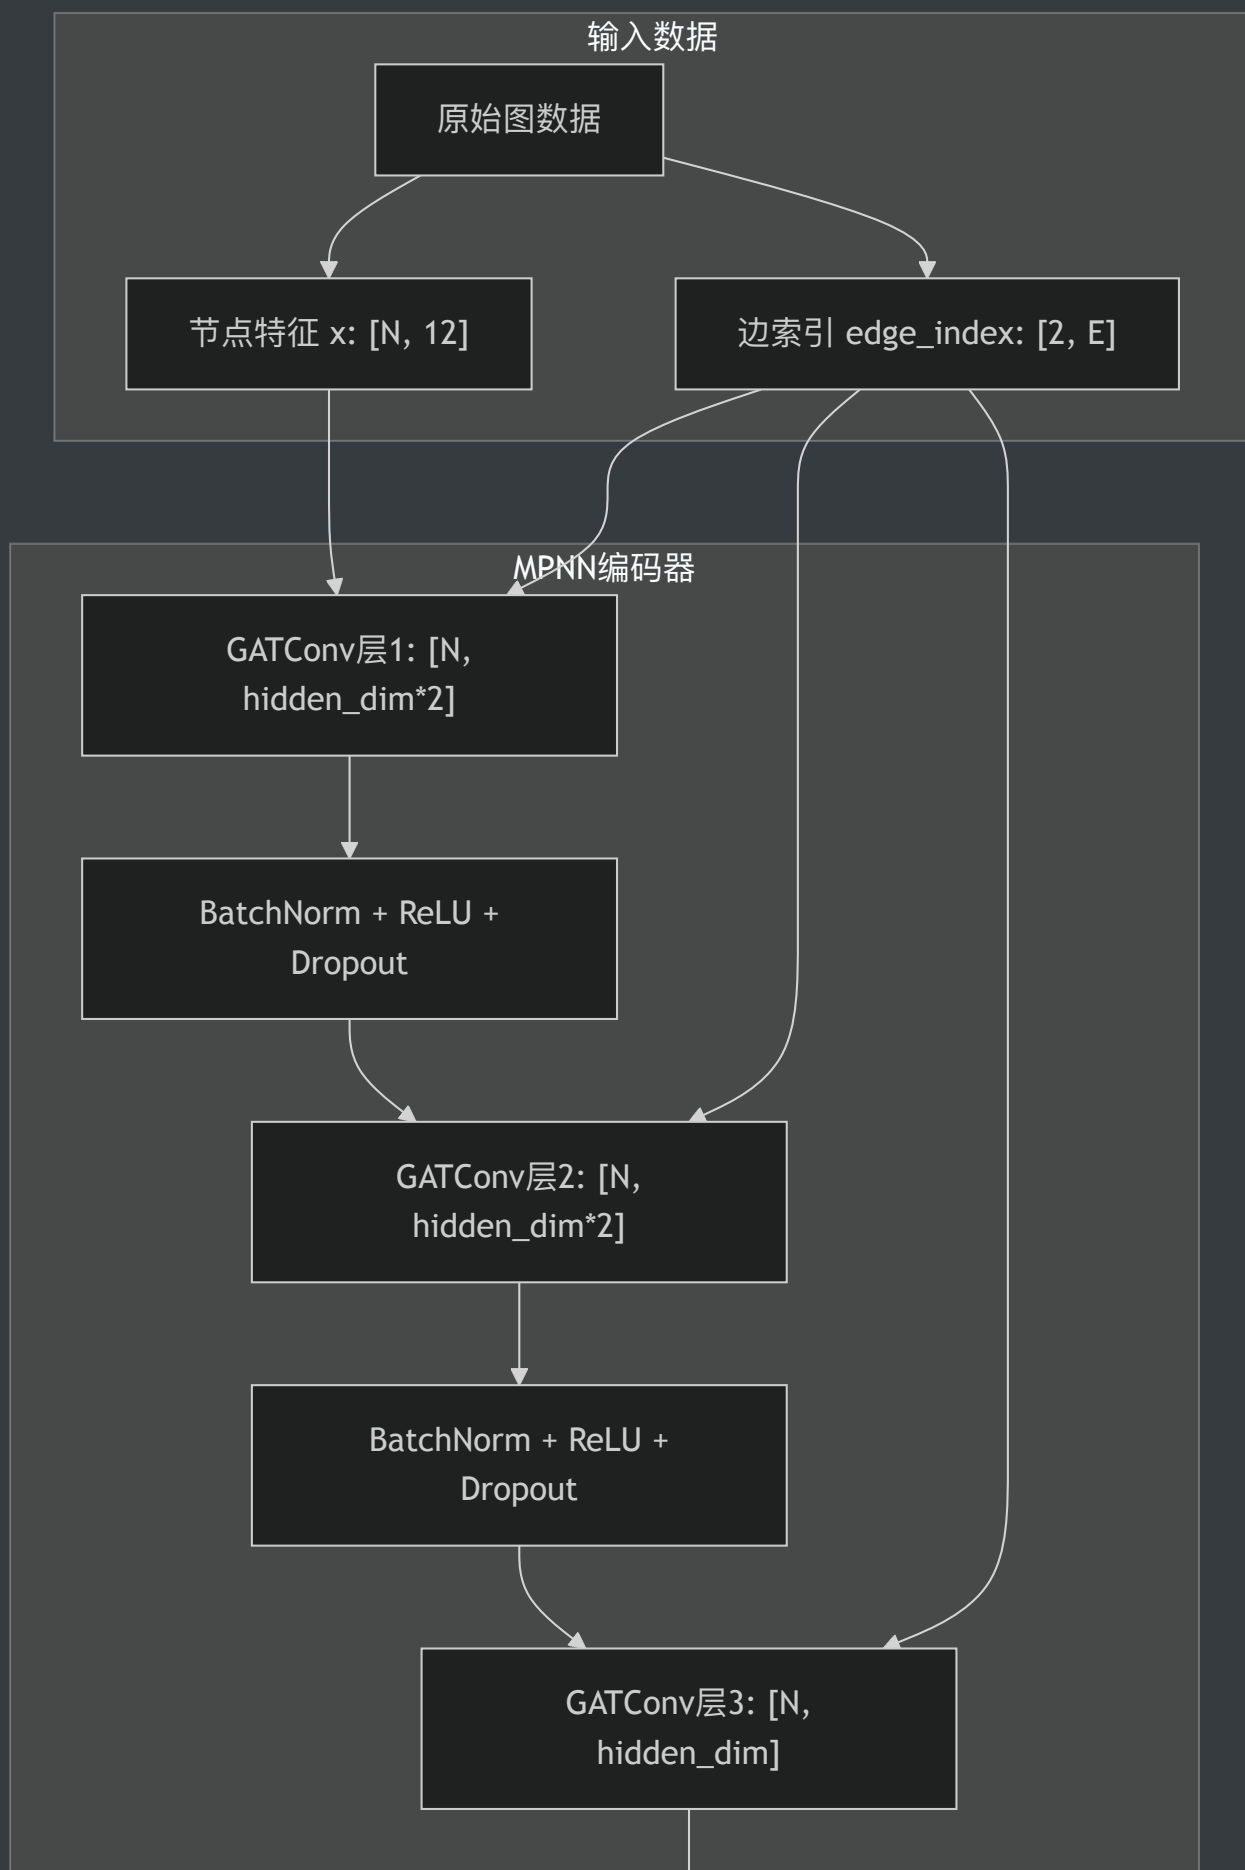 输入数据
原始图数据
节点特征 x: [N, 12]
边索引 edge_index: [2, E]
MPNN编码器
GATConv层1: [N,
hidden_dim*2]
BatchNorm + ReLU +
Dropout
GATConv层2: [N,
hidden_dim*2]
BatchNorm + ReLU +
Dropout
GATConv层3: [N,
hidden_dim]